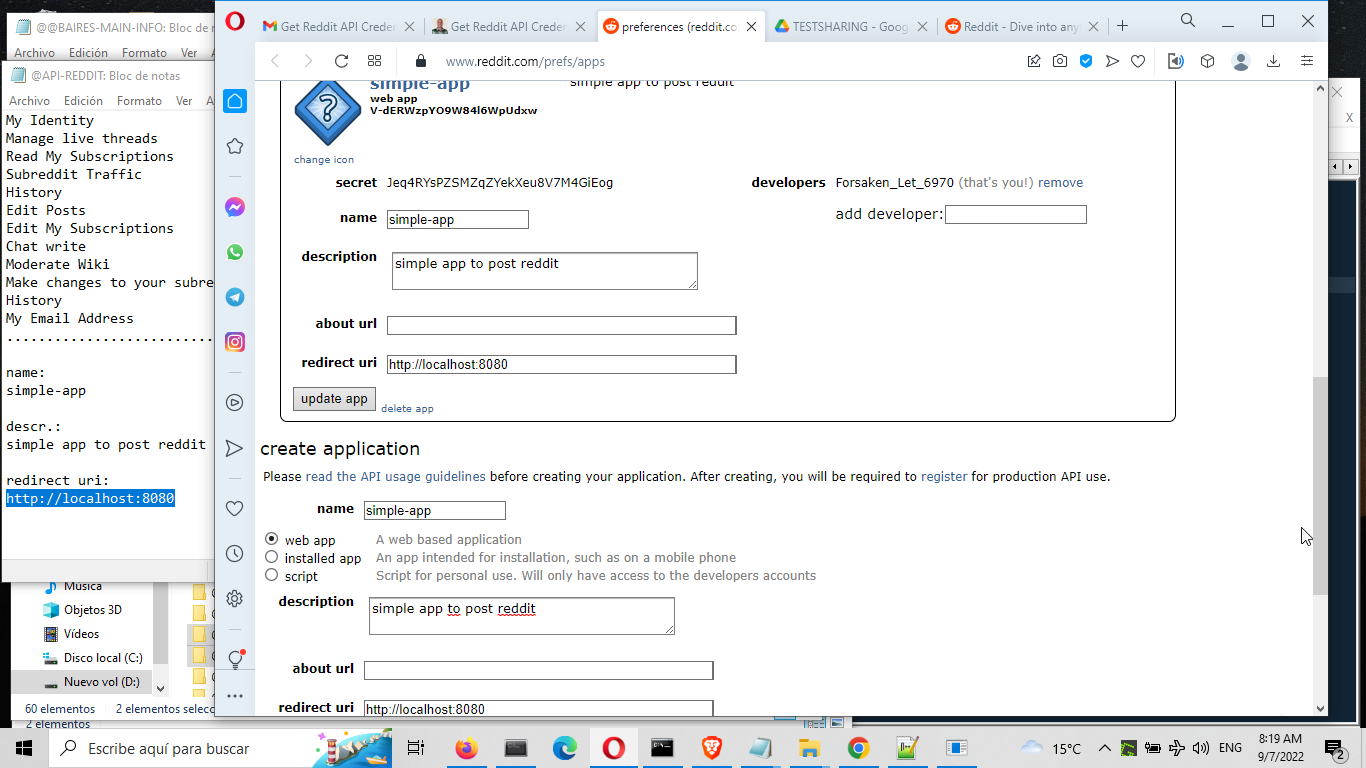 @@BAIRES-MAIN-INFO: Bloc de n
Archivo Edición Formato Ver
@API-REDDIT: Bloc de notas
Archivo Edición Formato Ver A
My Identity
Manage live threads
Read My Subscriptions
Subreddit Traffic
History
Edit Posts
Edit My Subscriptions
Chat write
Moderate Wiki
Make changes to your subre
History
My Email Address
name:
simple-app
descr.:
simple app to post reddit
redirect uri:
http://localhost:8080
Música
Objetos 3D
Vídeos
Disco local (C:)
Nuevo vol (D:)
60 elementos 2 elementos selecc
2 elementos
Get Reddit API Creden
Get Reddit API Creden
preferences (reddit.co
TESTSHARING - Goog
Reddit - Dive into any
www.reddit.com/prefs/apps
simple-app simple app to post reddit
web app
V-dERWzpYO9W84l6WpUdxw
change icon
secret Jeq4RYsPZSMZqZYekXeu8V7M4GiEog
developers Forsaken_Let_6970 (that's you!) remove
add developer:
name simple-app
description simple app to post reddit
about url
redirect uri http://localhost:8080
update app delete app
create application
Please read the API usage guidelines before creating your application. After creating, you will be required to register for production API use.
name simple-app
web app A web based application
installed app An app intended for installation, such as on a mobile phone
script Script for personal use. Will only have access to the developers accounts
description simple app to post reddit
about url
redirect uri http://localhost:8080
X
Escribe aquí para buscar
15°C
ENG
8:19 AM
9/7/2022
2